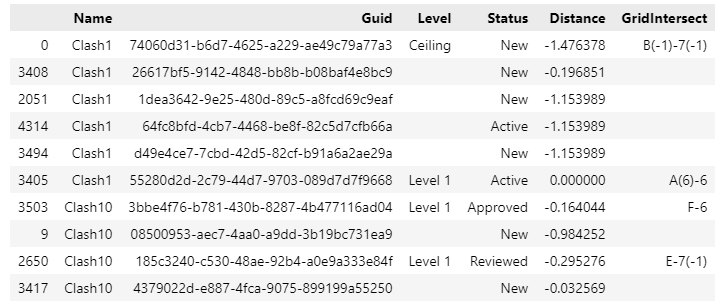 Name Guid Level Status Distance GridIntersect
0 Clash1 74060d31-b6d7-4625-a229-ae49c79a77a3 Ceiling New -1.476378 B(-1)-7(-1)
3408 Clash1 26617bf5-9142-4848-bb8b-b08baf4e8bc9 New -0.196851
2051 Clash1 1dea3642-9e25-480d-89c5-a8fcd69c9eaf New -1.153989
4314 Clash1 64fc8bfd-4cb7-4468-be8f-82c5d7cfb66a Active -1.153989
3494 Clash1 d49e4ce7-7cbd-42d5-82cf-b91a6a2ae29a New -1.153989
3405 Clash1 55280d2d-2c79-44d7-9703-089d7d7f9668 Level 1 Active 0.000000 A(6)-6
3503 Clash10 3bbe4f76-b781-430b-8287-4b477116ad04 Level 1 Approved -0.164044 F-6
9 Clash10 08500953-aec7-4aa0-a9dd-3b19bc731ea9 New -0.984252
2650 Clash10 185c3240-c530-48ae-92b4-a0e9a333e84f Level 1 Reviewed -0.295276 E-7(-1)
3417 Clash10 4379022d-e887-4fca-9075-899199a55250 New -0.032569